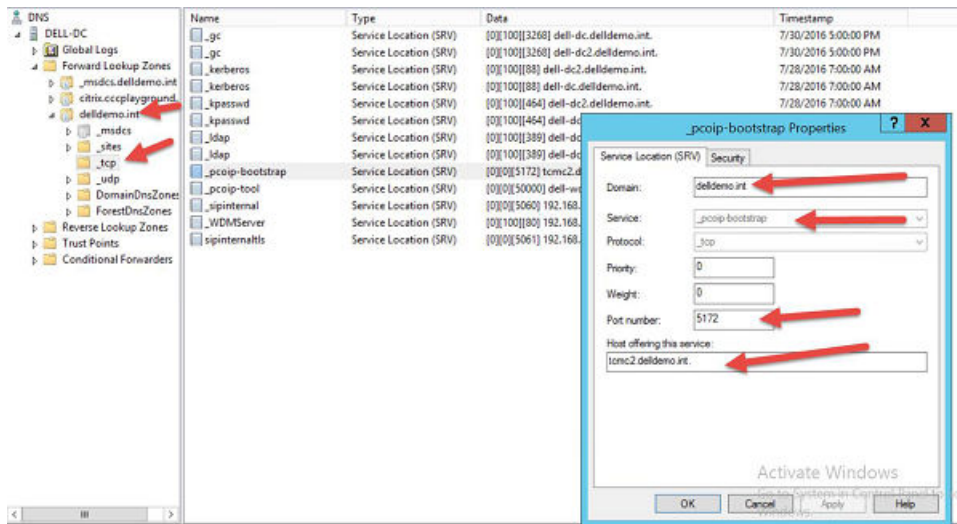 DNS
DELL-DC
Global Logs
Forward Lookup Zones
_msdcs.delldemo.int
citrix.cccplayground.
delldemo.int
_msdcs
_sites
_tcp
_udp
DomainDnsZones
ForestDnsZones
Reverse Lookup Zones
Trust Points
Conditional Forwarders
Name Type Data Timestamp
_gc Service Location (SRV) [0][100][3268] dell-dc.delldemo.int. 7/30/2016 5:00:00 PM
_gc Service Location (SRV) [0][100][3268] dell-dc2.delldemo.int. 7/30/2016 5:00:00 PM
_kerberos Service Location (SRV) [0][100][88] dell-dc2.delldemo.int. 7/28/2016 7:00:00 AM
_kerberos Service Location (SRV) [0][100][88] dell-dc.delldemo.int. 7/28/2016 7:00:00 AM
_kpasswd Service Location (SRV) [0][100][464] dell-dc2.delldemo.int. 7/28/2016 7:00:00 AM
_kpasswd Service Location (SRV) [0][100][464] dell-dc
_ldap Service Location (SRV) [0][100][389] dell-dc
_ldap Service Location (SRV) [0][100][389] dell-dc
_pcoip-bootstrap Service Location (SRV) [0][0][5172] tcmc2.d
_pcoip-tool Service Location (SRV) [0][0][50000] dell-wo
_sipinternal Service Location (SRV) [0][0][5060] 192.168.
_WDMServer Service Location (SRV) [0][100][80] 192.168.
sipinternaltls Service Location (SRV) [0][0][5061] 192.168.
_pcoip-bootstrap Properties ? X
Service Location (SRV) Security
Domain: delldemo.int
Service: _pcoip-bootstrap
Protocol: _tcp
Priority: 0
Weight: 0
Port number: 5172
Host offering this service:
tcmc2.delldemo.int.
Activate Windows
Go to System in Control Panel to
Windows.
OK Cancel Apply Help